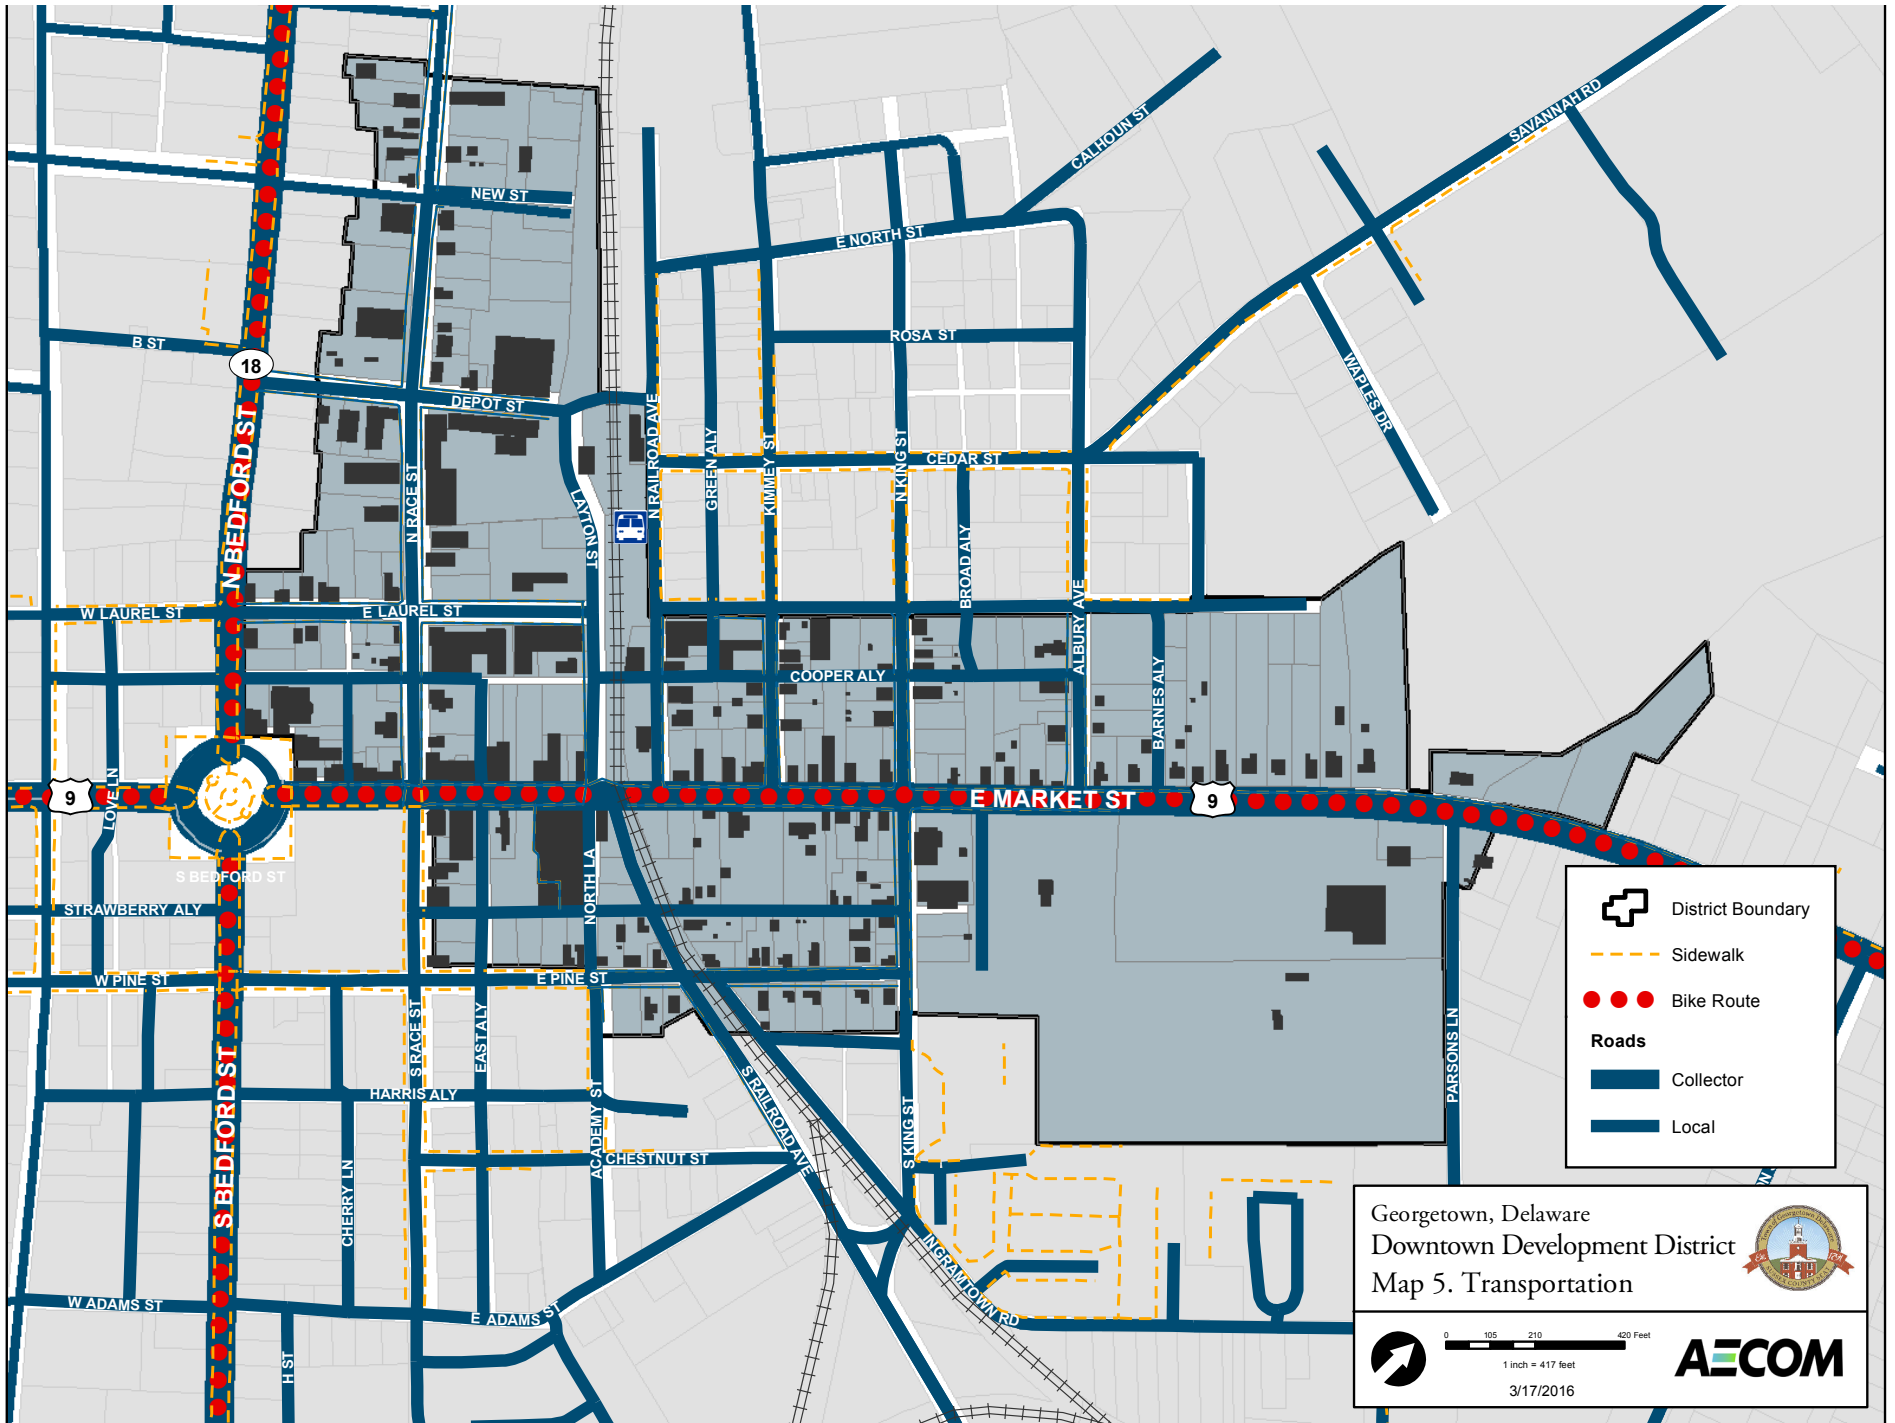 NEW ST
CALHOUN ST
SAVANNAH RD
E NORTH ST
B ST
18
ROSA ST
WAPLES DR
DEPOT ST
N BEDFORD ST
N RACE ST
LAYTON ST
N RAILROAD AVE
GREEN ALY
KIMMEY ST
N KING ST
CEDAR ST
BROAD ALY
ALBURY AVE
W LAUREL ST
E LAUREL ST
COOPER ALY
BARNES ALY
LOVE LN
9
E MARKET ST
9
S BEDFORD ST
NORTH LA
STRAWBERRY ALY
W PINE ST
E PINE ST
S RACE ST
EAST ALY
S BEDFORD ST
HARRIS ALY
ACADEMY ST
S RAILROAD AVE
S KING ST
PARSONS LN
CHERRY LN
CHESTNUT ST
INGRAMTOWN RD
W ADAMS ST
E ADAMS ST
H ST
District Boundary
Sidewalk
Bike Route
Roads
Collector
Local
Georgetown, Delaware
Downtown Development District
Map 5. Transportation
0 105 210 420 Feet
1 inch = 417 feet
3/17/2016
AECOM